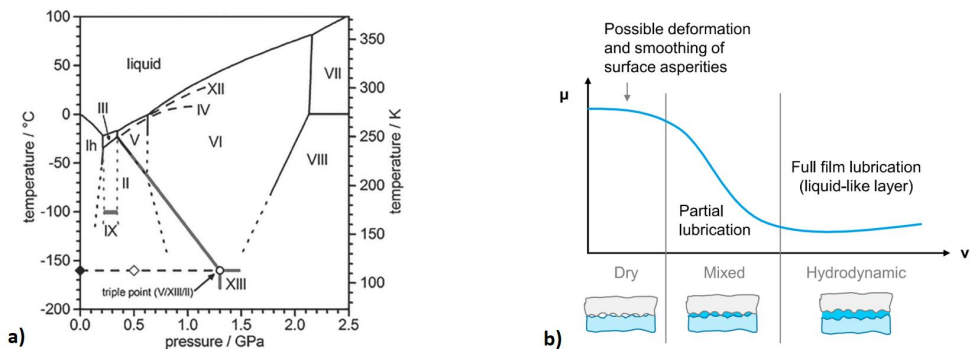 100
50
0
-50
-100
-150
-200
temperature / °C
0.0
0.5
1.0
1.5
2.0
2.5
pressure / GPa
350
300
250
200
150
100
temperature / K
liquid
III
Ih
V
II
IX
XII
IV
VI
VII
VIII
XIII
triple point (V/XIII/II)
a)
Possible deformation
and smoothing of
surface asperities
μ
Partial
lubrication
Full film lubrication
(liquid-like layer)
v
Dry
Mixed
Hydrodynamic
b)